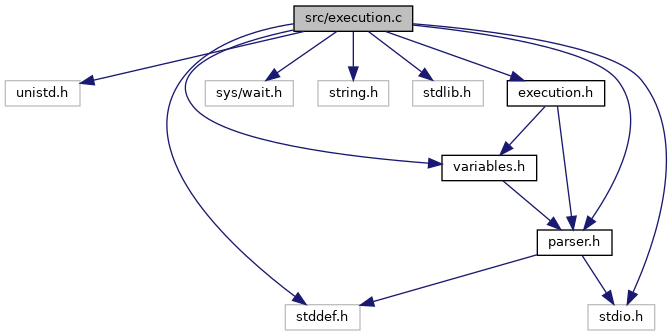 src/execution.c
unistd.h
sys/wait.h
string.h
stdlib.h
execution.h
variables.h
parser.h
stddef.h
stdio.h